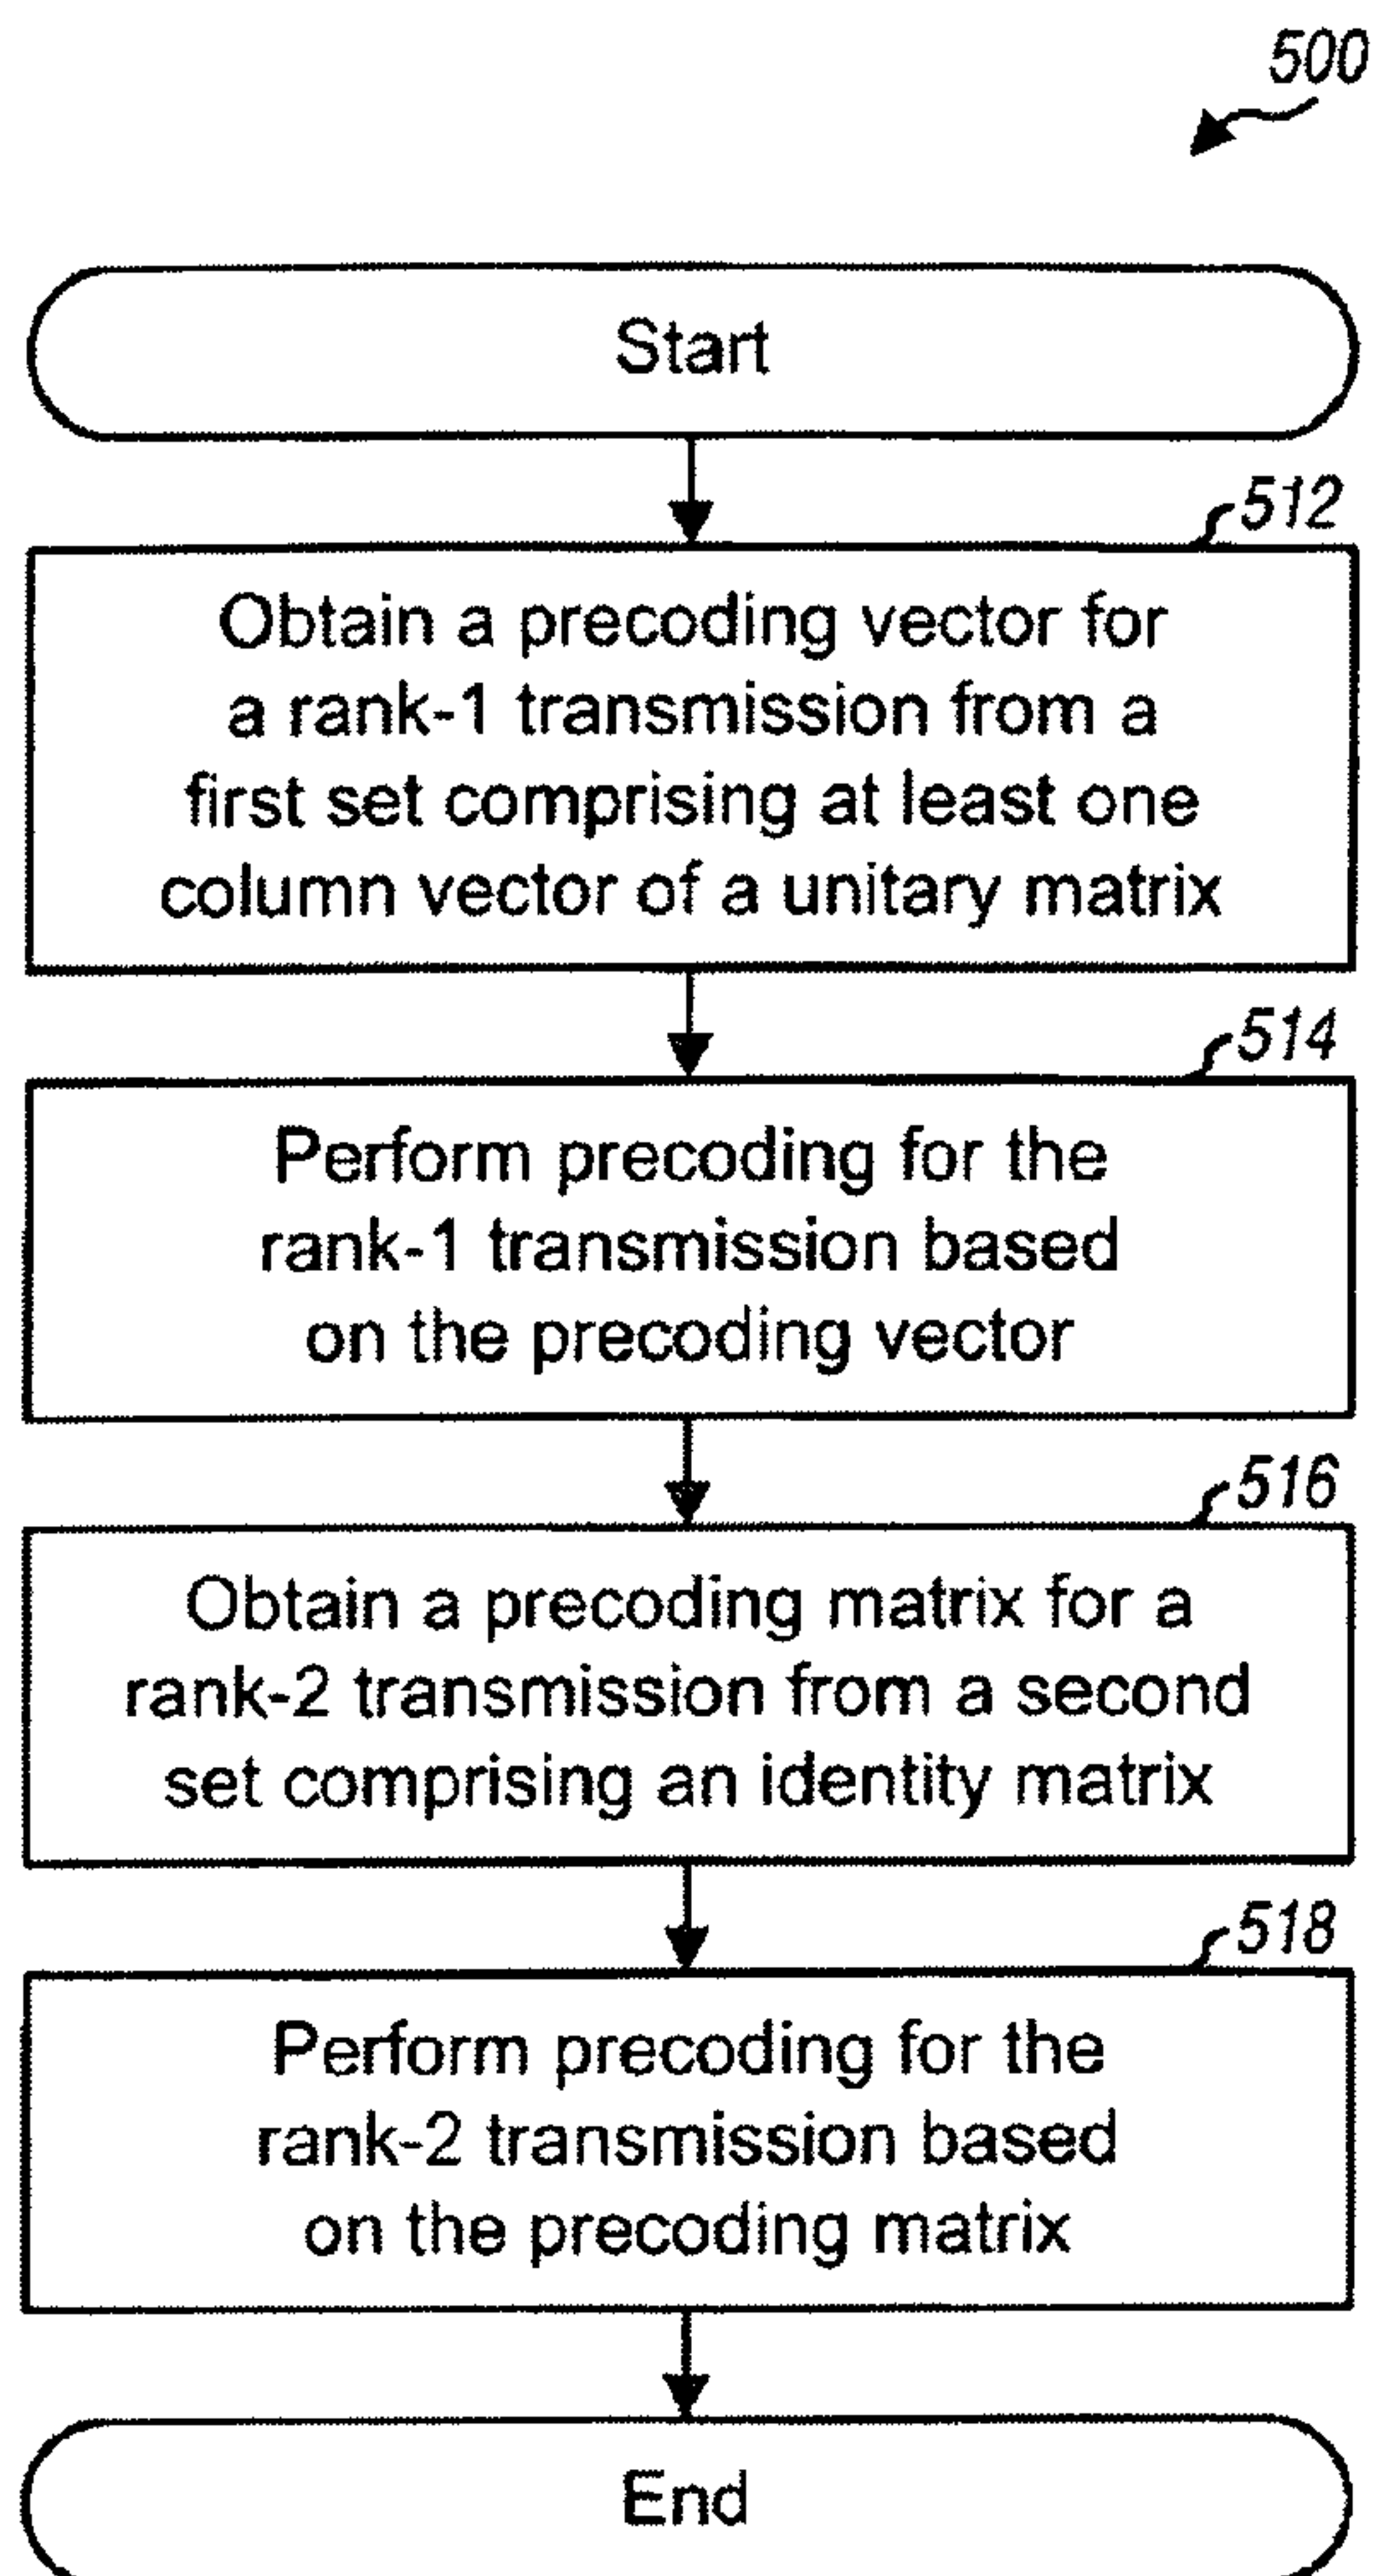 500
Start
512
Obtain a precoding vector for
a rank-1 transmission from a
first set comprising at least one
column vector of a unitary matrix
514
Perform precoding for the
rank-1 transmission based
on the precoding vector
516
Obtain a precoding matrix for a
rank-2 transmission from a second
set comprising an identity matrix
518
Perform precoding for the
rank-2 transmission based
on the precoding matrix
End